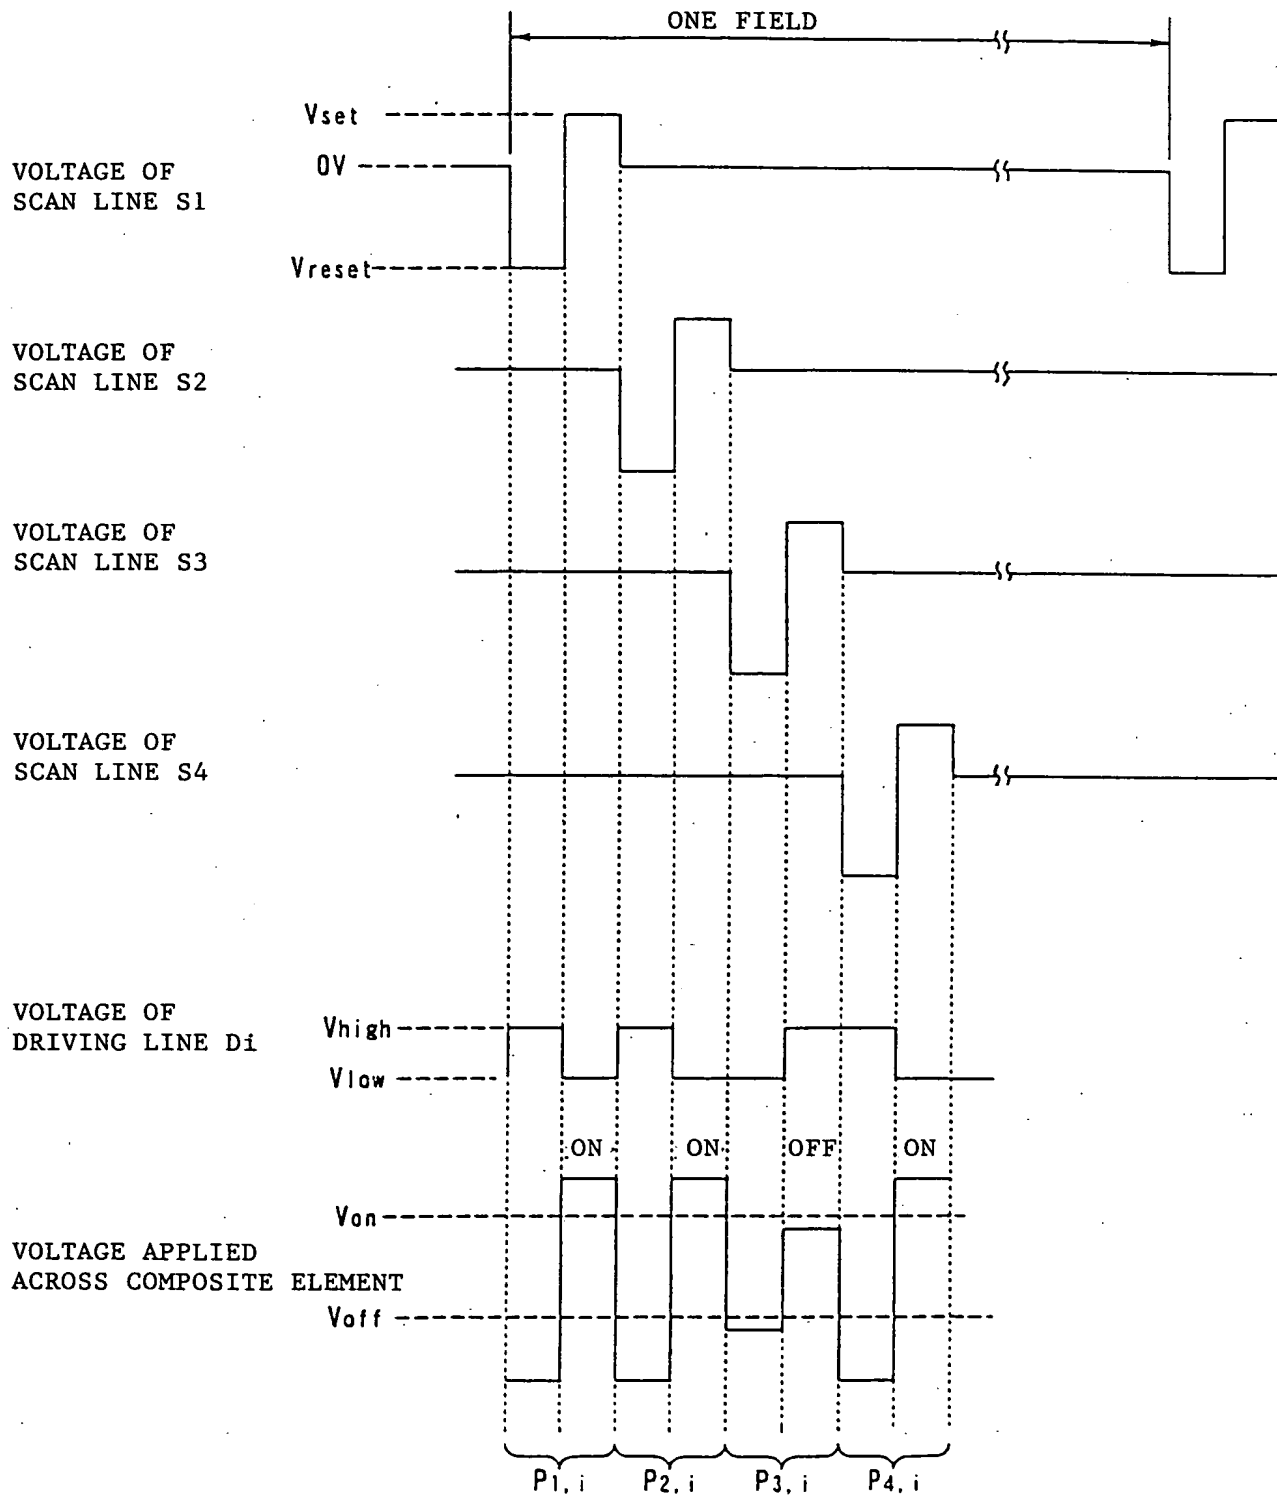 ONE FIELD
Vset
0V
VOLTAGE OF
SCAN LINE S1
Vreset
VOLTAGE OF
SCAN LINE S2
VOLTAGE OF
SCAN LINE S3
VOLTAGE OF
SCAN LINE S4
VOLTAGE OF
DRIVING LINE Di
Vhigh
Vlow
ON ON OFF ON
Von
VOLTAGE APPLIED
ACROSS COMPOSITE ELEMENT
Voff
P1, i P2, i P3, i P4, i